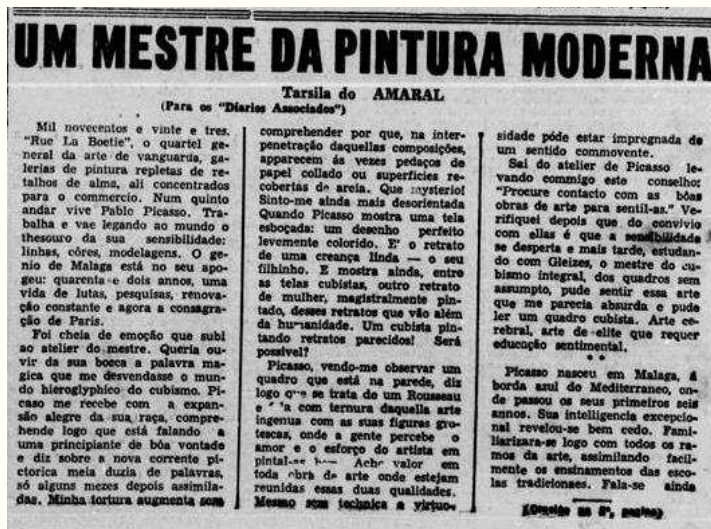 UM MESTRE DA PINTURA MODERNA
Tarsila do AMARAL
(Para os "Diarios Associados")
Mil novecentos e vinte e tres.
"Rue La Boetie", o quartel ge-
neral da arte de vanguarda, ga-
lerias de pintura repletas de re-
talhos de alma, ali concentrados
para o commercio. Num quinto
andar vive Pablo Picasso. Tra-
balha e vae legando ao mundo o
thesouro da sua sensibilidade:
linhas, côres, modelagens. O ge-
nio de Malaga está no seu apo-
geu: quarenta e dois annos, uma
vida de lutas, pesquisas, renova-
ção constante e agora a consagra-
ção de Paris.
Foi cheia de emoção que subi
ao atelier do mestre. Queria ou-
vir da sua bocca a palavra ma-
gica que me desvendasse o mun-
do hieroglyphico do cubismo. Pi-
casso me recebe com a expan-
são alegre da sua raça, compre-
hende logo que está falando a
uma principiante de bôa vontade
e diz sobre a nova corrente pi-
ctorica meia duzia de palavras,
só alguns mezes depois assimila-
das. Minha tortura augmenta sem
comprehender por que, na inter-
penetração daquellas composições,
apparecem ás vezes pedaços de
papel collado ou superficies re-
cobertas de areia. Que mysterio!
Sinto-me ainda mais desorientada
Quando Picasso mostra uma tela
esboçada: um desenho perfeito
levemente colorido. E' o retrato
de uma creança linda — o seu
filhinho. E mostra ainda, entre
as telas cubistas, outro retrato
de mulher, magistralmente pin-
tado, desses retratos que vão além
da humanidade. Um cubista pin-
tando retratos parecidos! Será
possivel?
Picasso, vendo-me observar um
quadro que está na parede, diz
logo que se trata de um Rousseau
e com ternura daquella arte
ingenua com as suas figuras gro-
tescas, onde a gente percebe o
amor e o esforço do artista em
pintal-as bem. Acho valor em
toda obra de arte onde estejam
reunidas essas duas qualidades.
Mesmo sem technica a virtuo-
sidade póde estar impregnada de
um sentido commovente.
Sai do atelier de Picasso le-
vando commigo este conselho:
"Procure contacto com as bôas
obras de arte para sentil-as." Ve-
rifiquei depois que do convivio
com ellas é que a sensibilidade
se desperta e mais tarde, estudan-
do com Gleizes, o mestre do cu-
bismo integral, dos quadros sem
assumpto, pude sentir essa arte
que me parecia absurda e pude
ler um quadro cubista. Arte ce-
rebral, arte de elite que requer
educação sentimental.
* *
Picasso nasceu em Malaga, á
borda azul do Mediterraneo, on-
de passou os seus primeiros seis
annos. Sua intelligencia excepcio-
nal revelou-se bem cedo. Fami-
liarizara-se logo com todos os ra-
mos da arte, assimilando facil-
mente os ensinamentos das esco-
las tradicionaes. Fala-se ainda